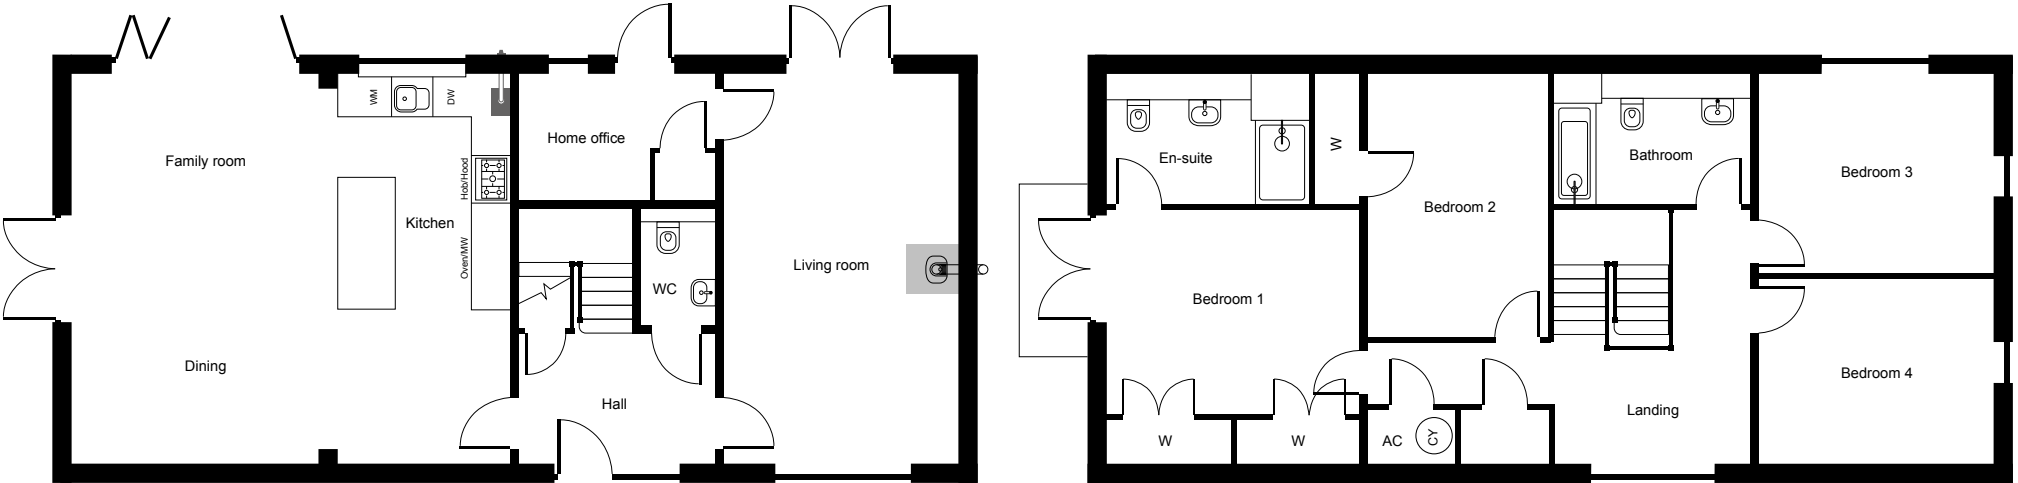 WM
DW
Home office
Family room
Hob/Hood
Kitchen
Oven/MW
WC
Living room
Dining
Hall
En-suite
W
Bathroom
Bedroom 3
Bedroom 2
Bedroom 1
Bedroom 4
Landing
W
W
AC
CY